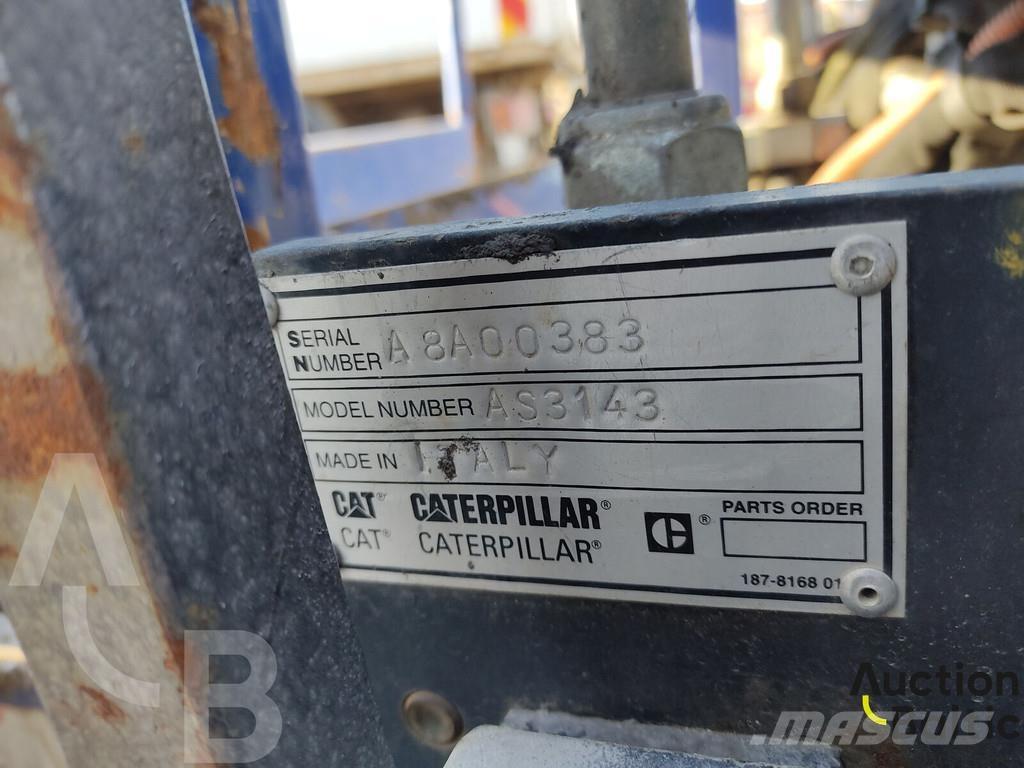 SERIAL NUMBER A8A00383
MODEL NUMBER AS3143
MADE IN ITALY
CAT® CATERPILLAR® ®
CAT® CATERPILLAR®
PARTS ORDER
187-8168 01
A
B
Auction
MASCUS